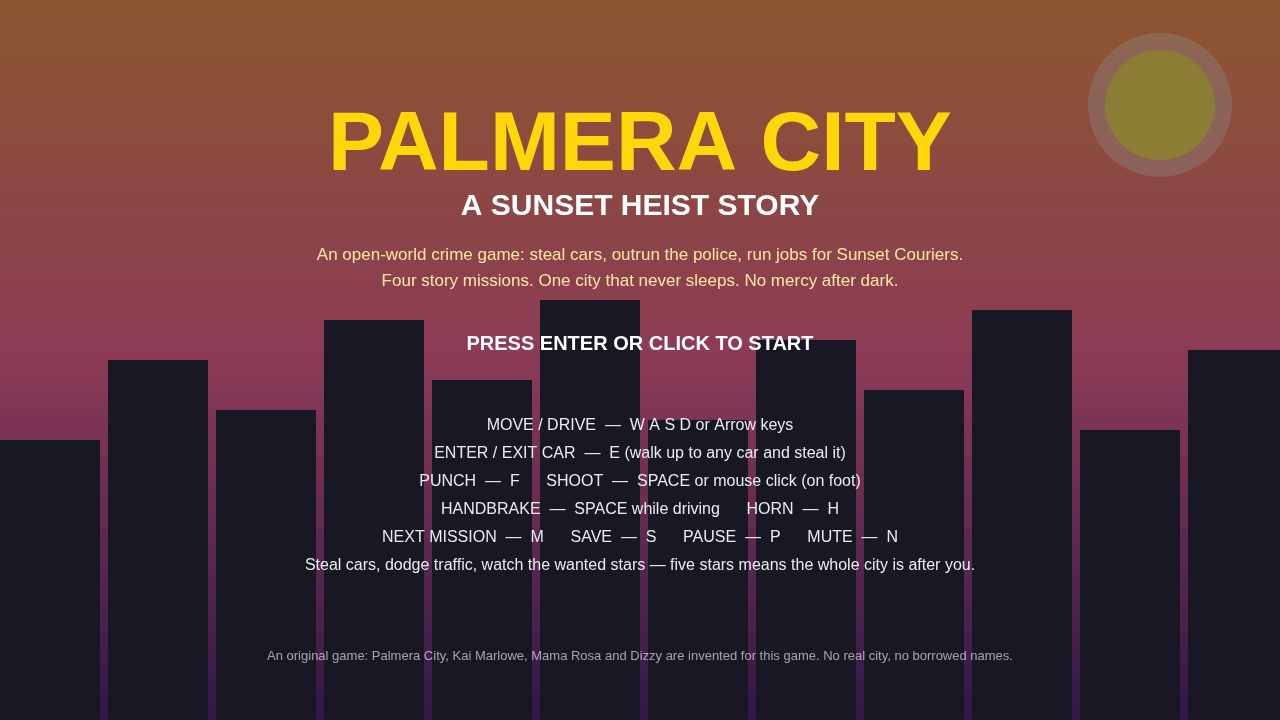 PALMERA CITY
A SUNSET HEIST STORY
An open-world crime game: steal cars, outrun the police, run jobs for Sunset Couriers.
Four story missions. One city that never sleeps. No mercy after dark.
PRESS ENTER OR CLICK TO START
MOVE / DRIVE — W A S D or Arrow keys
ENTER / EXIT CAR — E (walk up to any car and steal it)
PUNCH — F SHOOT — SPACE or mouse click (on foot)
HANDBRAKE — SPACE while driving HORN — H
NEXT MISSION — M SAVE — S PAUSE — P MUTE — N
Steal cars, dodge traffic, watch the wanted stars — five stars means the whole city is after you.
An original game: Palmera City, Kai Marlowe, Mama Rosa and Dizzy are invented for this game. No real city, no borrowed names.